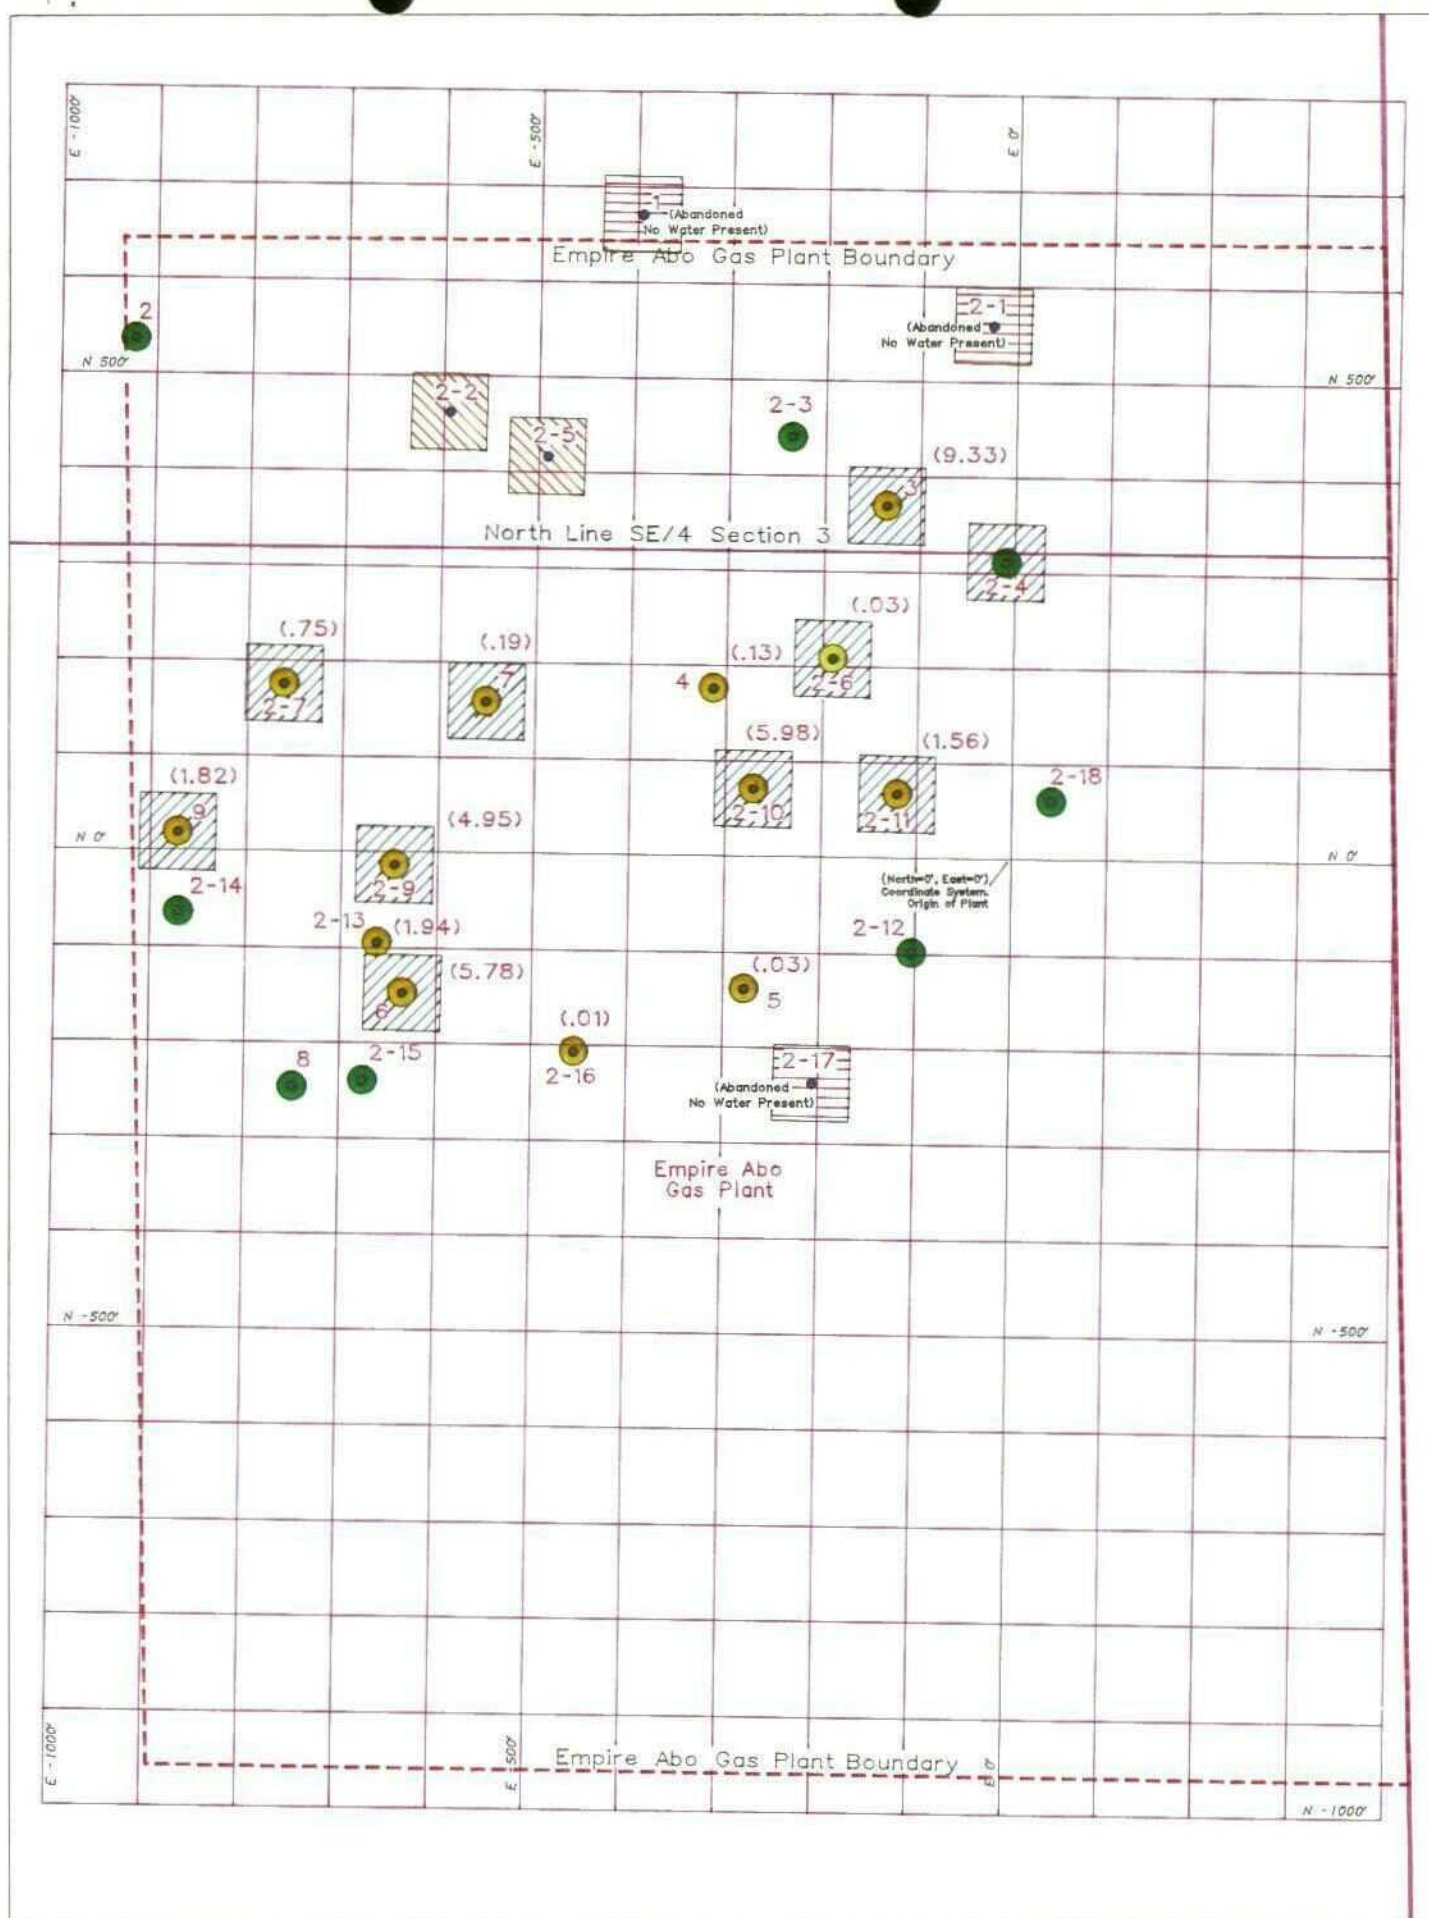 E -1000'
E -500'
E 0'
1
(Abandoned
No Water Present)
Empire Abo Gas Plant Boundary
2-1
(Abandoned
No Water Present)
2
N 500'
N 500'
2-2
2-3
2-5
(9.33)
3
North Line SE/4 Section 3
2-4
(.03)
(.75)
(.19)
(.13)
4
2-6
7
2-7
(5.98)
(1.56)
(1.82)
2-18
9
2-10
2-11
(4.95)
N 0'
N 0'
2-9
2-14
(North=0', East=0')
Coordinate System.
Origin of Plant
2-13
(1.94)
2-12
(5.78)
(.03)
6
5
(.01)
8
2-15
2-16
2-17
(Abandoned
No Water Present)
Empire Abo
Gas Plant
N -500'
N -500'
E -1000'
E -500'
Empire Abo Gas Plant Boundary
E 0'
N -1000'